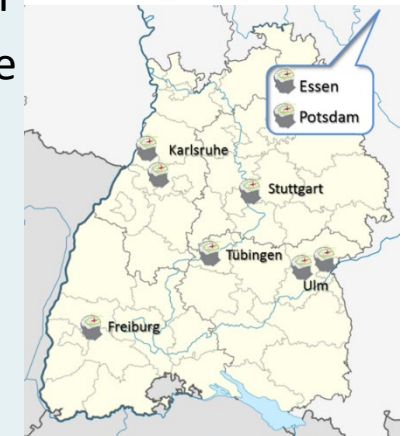 Essen
Potsdam
Karlsruhe
Stuttgart
Tübingen
Ulm
Freiburg